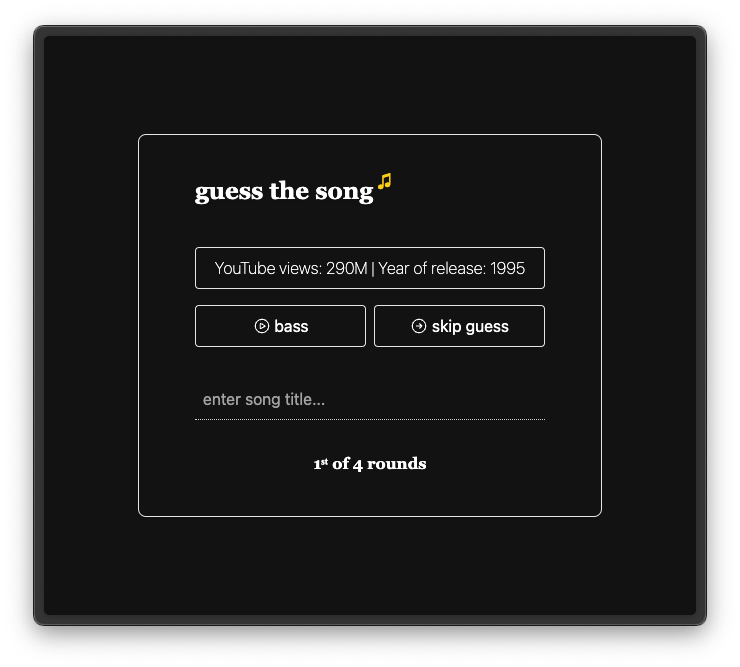 guess the song
YouTube views: 290M | Year of release: 1995
bass
skip guess
enter song title...
1st of 4 rounds